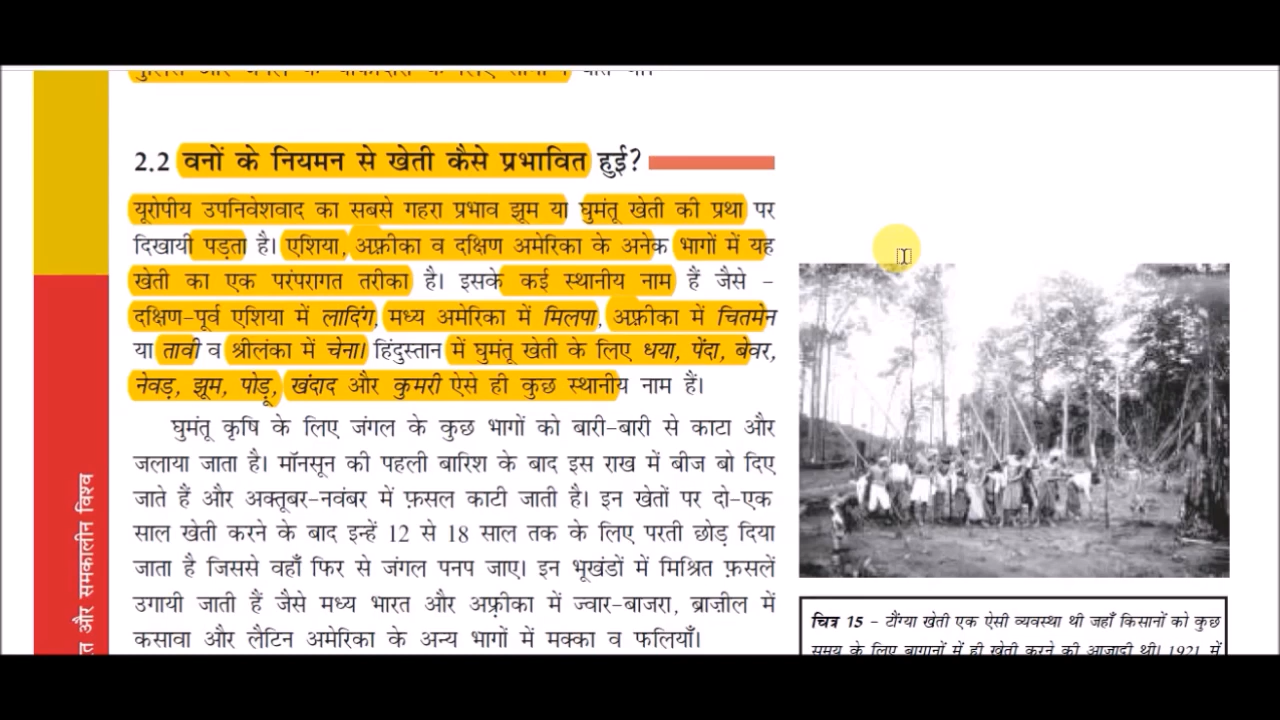 2.2 वनों के नियमन से खेती कैसे प्रभावित हुई?
यूरोपीय उपनिवेशवाद का सबसे गहरा प्रभाव झूम या घुमंतू खेती की प्रथा पर
दिखायी पड़ता है। एशिया, अफ़्रीका व दक्षिण अमेरिका के अनेक भागों में यह
खेती का एक परंपरागत तरीका है। इसके कई स्थानीय नाम हैं जैसे –
दक्षिण-पूर्व एशिया में लादिंग, मध्य अमेरिका में मिलपा, अफ़्रीका में चितमेन
या तावी व श्रीलंका में चेना। हिंदुस्तान में घुमंतू खेती के लिए धया, पेंदा, बेवर,
नेवड़, झूम, पोड़ू, खंदाद और कुमरी ऐसे ही कुछ स्थानीय नाम हैं।
घुमंतू कृषि के लिए जंगल के कुछ भागों को बारी-बारी से काटा और
जलाया जाता है। मॉनसून की पहली बारिश के बाद इस राख में बीज बो दिए
जाते हैं और अक्तूबर-नवंबर में फ़सल काटी जाती है। इन खेतों पर दो-एक
साल खेती करने के बाद इन्हें 12 से 18 साल तक के लिए परती छोड़ दिया
जाता है जिससे वहाँ फिर से जंगल पनप जाए। इन भूखंडों में मिश्रित फ़सलें
उगायी जाती हैं जैसे मध्य भारत और अफ़्रीका में ज्वार-बाजरा, ब्राज़ील में
कसावा और लैटिन अमेरिका के अन्य भागों में मक्का व फलियाँ।
चित्र 15 – टौंग्या खेती एक ऐसी व्यवस्था थी जहाँ किसानों को कुछ
समय के लिए बागानों में ही खेती करने की आज़ादी थी। 1921 में
और समकालीन विश्व